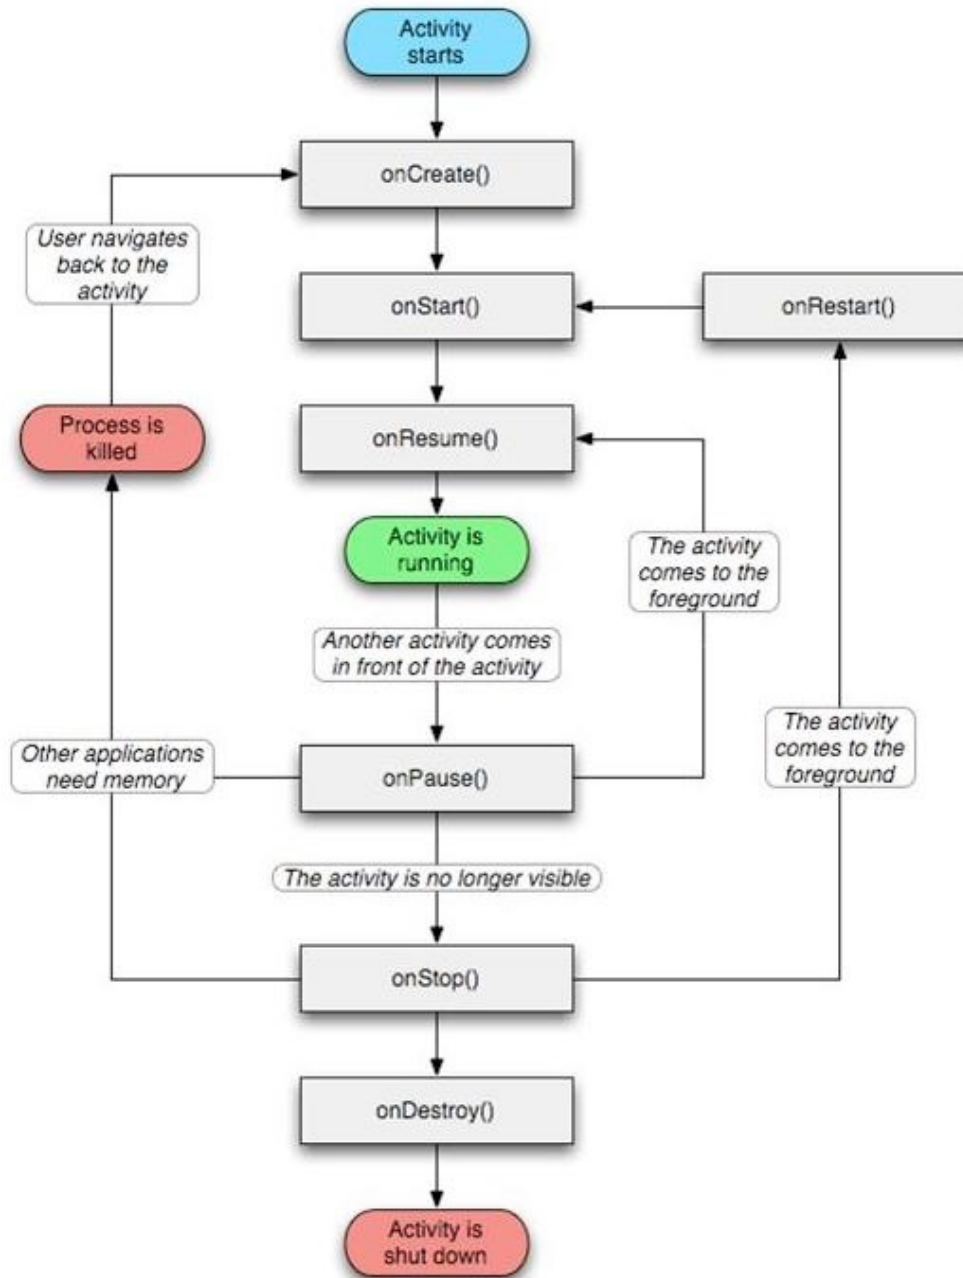 Activity
starts
onCreate()
User navigates
back to the
activity
onStart()
onRestart()
Process is
killed
onResume()
Activity is
running
The activity
comes to the
foreground
Another activity comes
in front of the activity
The activity
comes to the
foreground
Other applications
need memory
onPause()
The activity is no longer visible
onStop()
onDestroy()
Activity is
shut down